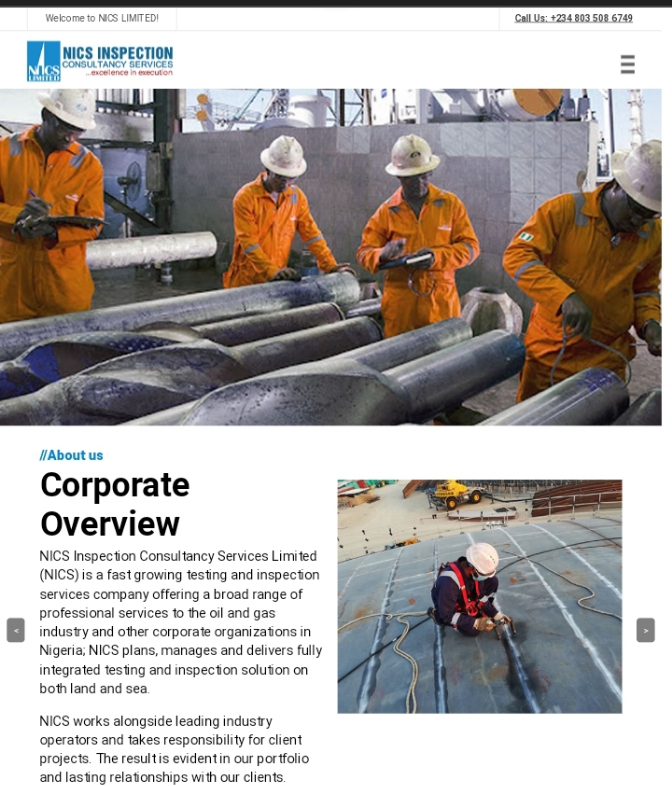 Welcome to NICS LIMITED!
Call Us: +234 803 508 6749
NICS INSPECTION
CONSULTANCY SERVICES
...excellence in execution
NICS
LIMITED
//About us
Corporate
Overview
NICS Inspection Consultancy Services Limited
(NICS) is a fast growing testing and inspection
services company offering a broad range of
professional services to the oil and gas
industry and other corporate organizations in
Nigeria; NICS plans, manages and delivers fully
integrated testing and inspection solution on
both land and sea.
<
>
NICS works alongside leading industry
operators and takes responsibility for client
projects. The result is evident in our portfolio
and lasting relationships with our clients.